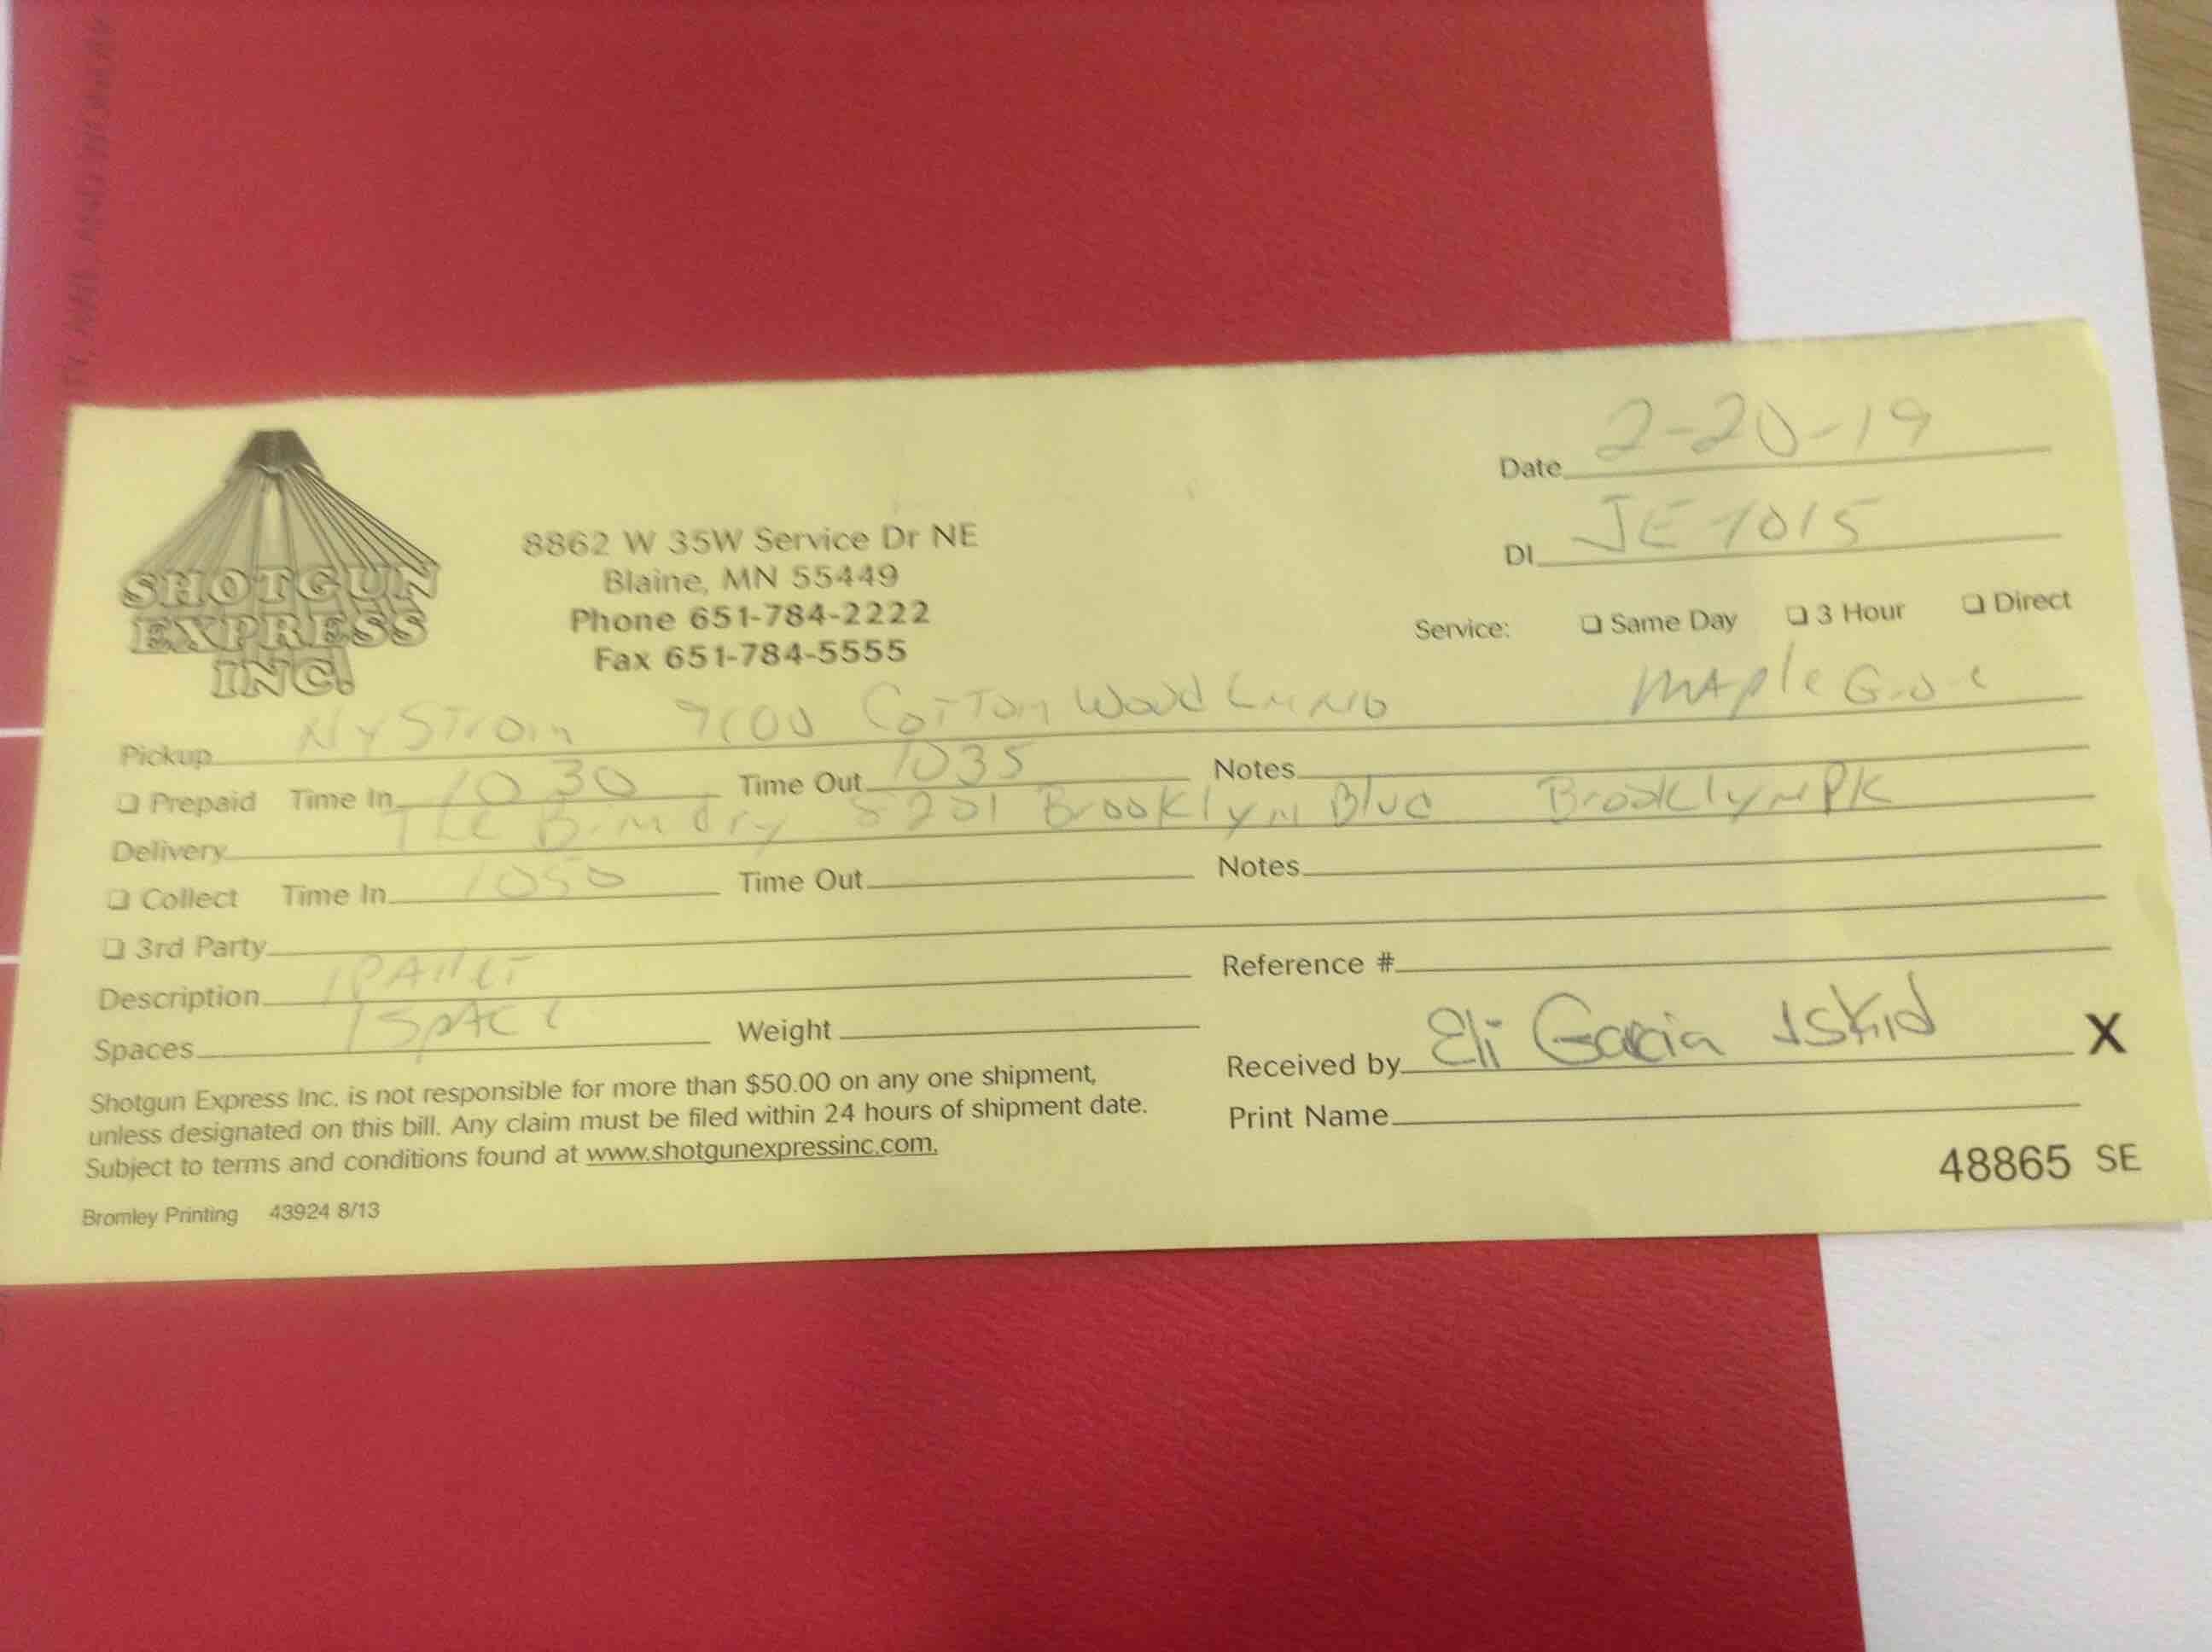 SHOTGUN
EXPRESS
INC!
8862 W 35W Service Dr NE
Blaine, MN 55449
Phone 651-784-2222
Fax 651-784-5555
Date 2-20-19
DI JE 1015
Service: Same Day 3 Hour Direct
Pickup NYSTROM COTTON WOOD MAple
Prepaid Time In 10 30 Time Out 1035 Notes
Delivery The 5201 Brooklyn Blvd Brooklyn PK
Collect Time In 1050 Time Out Notes
3rd Party
Description 1 PAllet Reference #
Spaces 1 SPACe Weight
Received by Eli Garcia 1 Skid X
Print Name
Shotgun Express Inc. is not responsible for more than $50.00 on any one shipment,
unless designated on this bill. Any claim must be filed within 24 hours of shipment date.
Subject to terms and conditions found at www.shotgunexpressinc.com.
48865 SE
Bromley Printing 43924 8/13